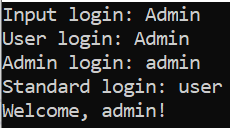 Input login: Admin
User login: Admin
Admin login: admin
Standard login: user
Welcome, admin!